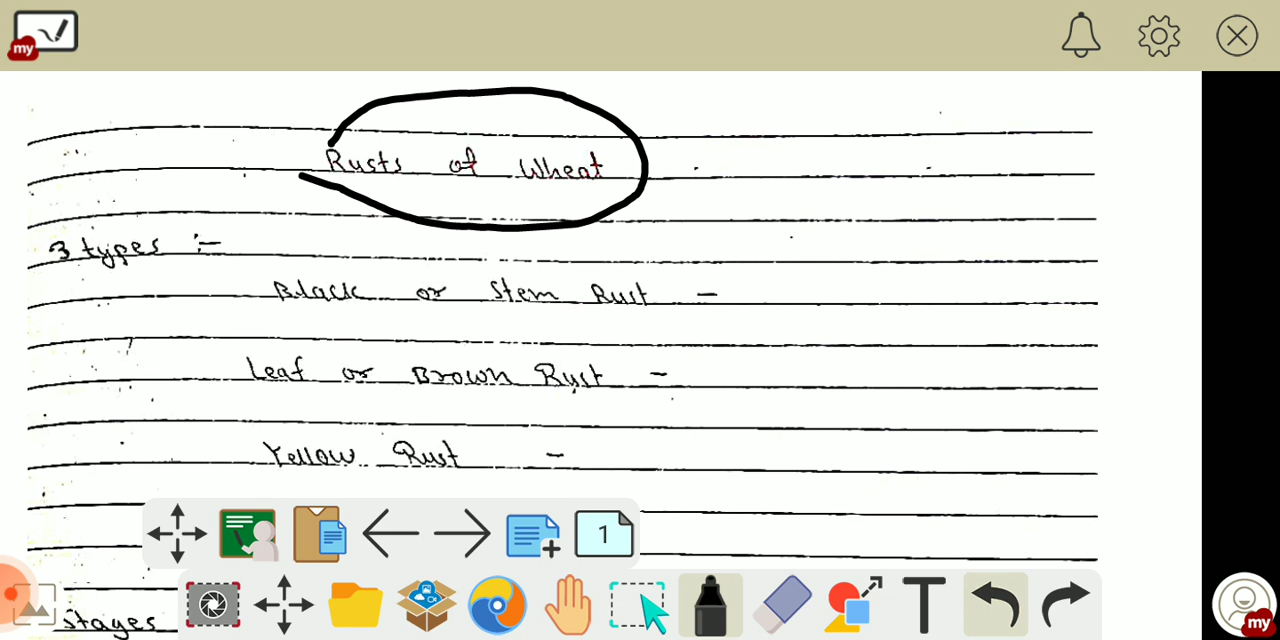 my
Rusts of Wheat
3 types :-
Black or Stem Rust -
Leaf or Brown Rust -
Yellow Rust -
1
T
Stages
my